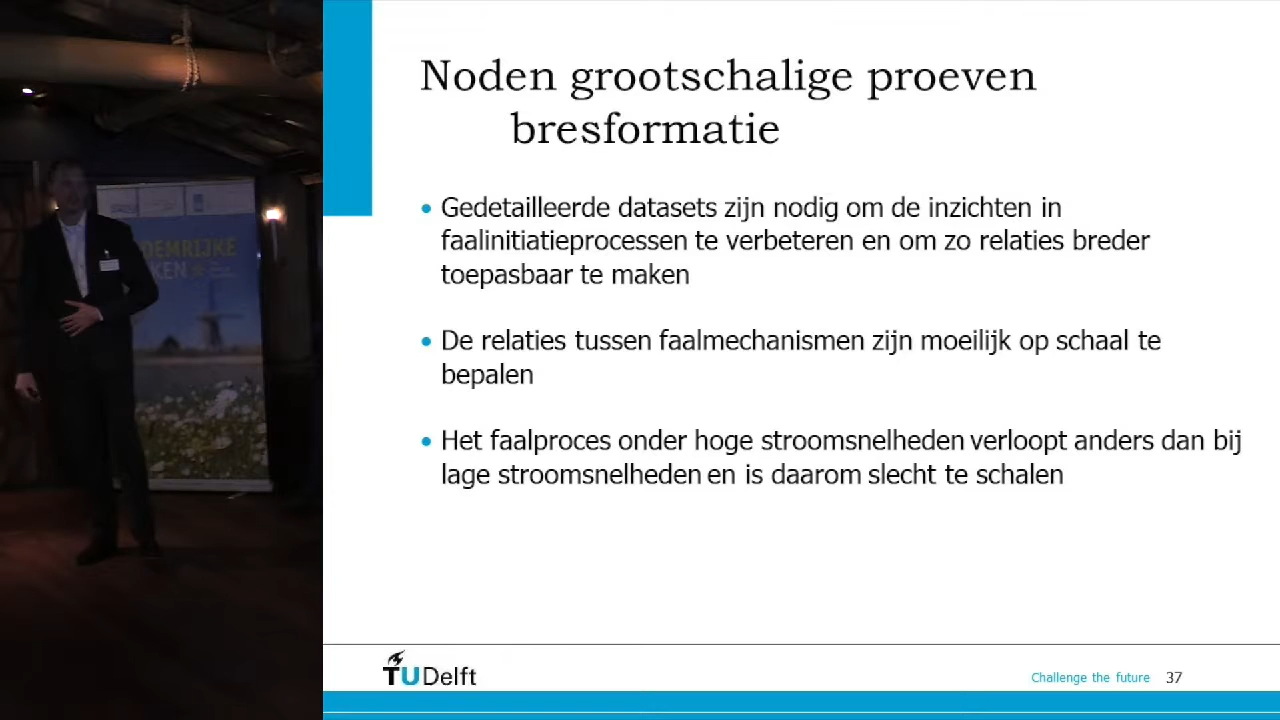 Noden grootschalige proeven
bresformatie
• Gedetailleerde datasets zijn nodig om de inzichten in
faalinitiatieprocessen te verbeteren en om zo relaties breder
toepasbaar te maken
• De relaties tussen faalmechanismen zijn moeilijk op schaal te
bepalen
• Het faalproces onder hoge stroomsnelheden verloopt anders dan bij
lage stroomsnelheden en is daarom slecht te schalen
TUDelft
Challenge the future 37